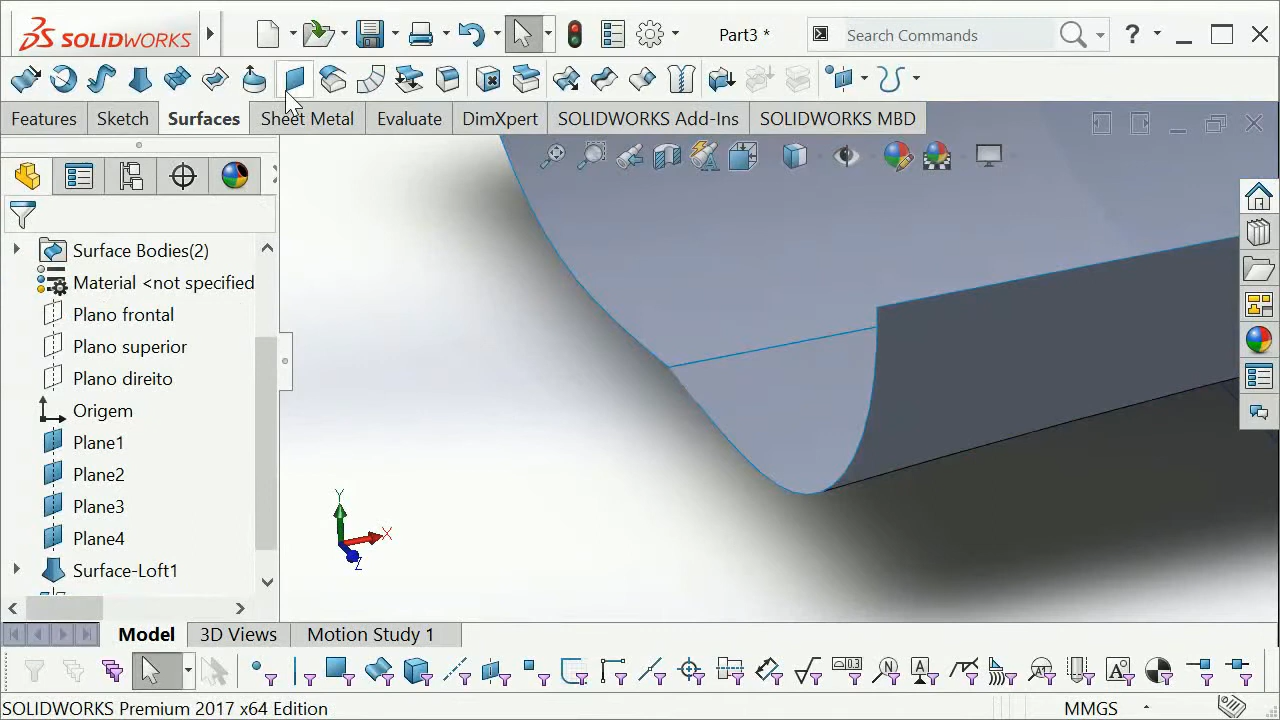 SOLIDWORKS
Part3 *
Search Commands
?
Features
Sketch
Surfaces
Sheet Metal
Evaluate
DimXpert
SOLIDWORKS Add-Ins
SOLIDWORKS MBD
Surface Bodies(2)
Material <not specified
Plano frontal
Plano superior
Plano direito
Origem
Plane1
Plane2
Plane3
Plane4
Surface-Loft1
Y
X
Z
Model
3D Views
Motion Study 1
SOLIDWORKS Premium 2017 x64 Edition
MMGS